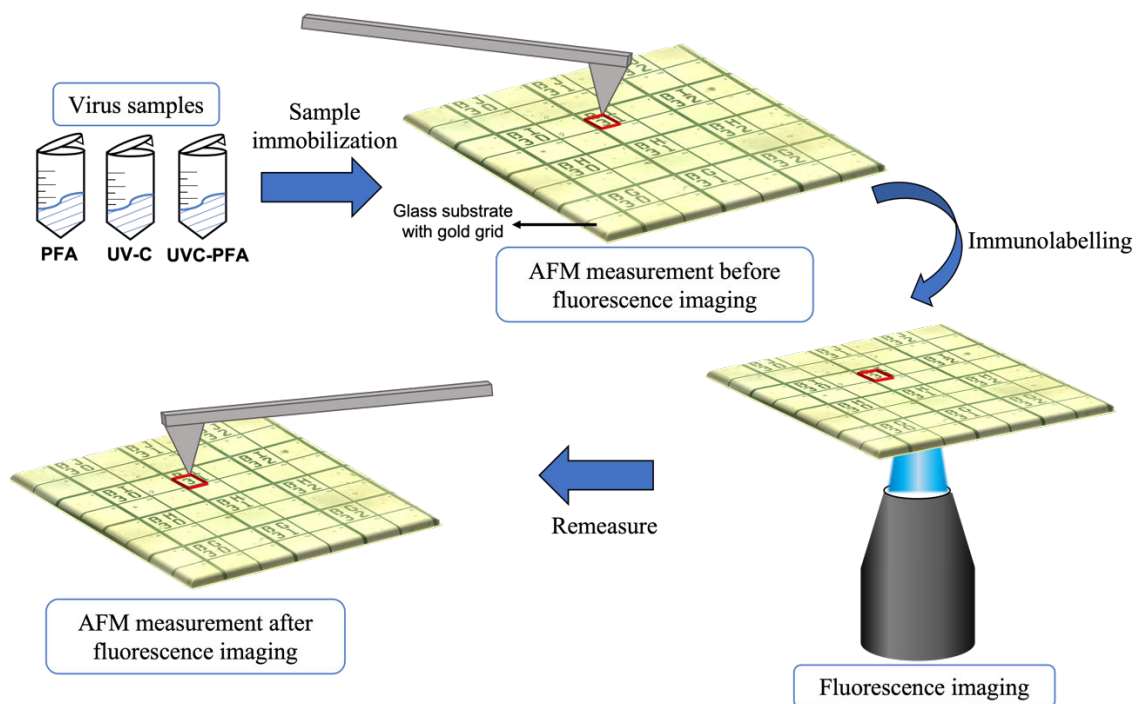 Virus samples
PFA
UV-C
UVC-PFA
Sample
immobilization
Glass substrate
with gold grid
AFM measurement before
fluorescence imaging
Immunolabelling
Fluorescence imaging
Remeasure
AFM measurement after
fluorescence imaging